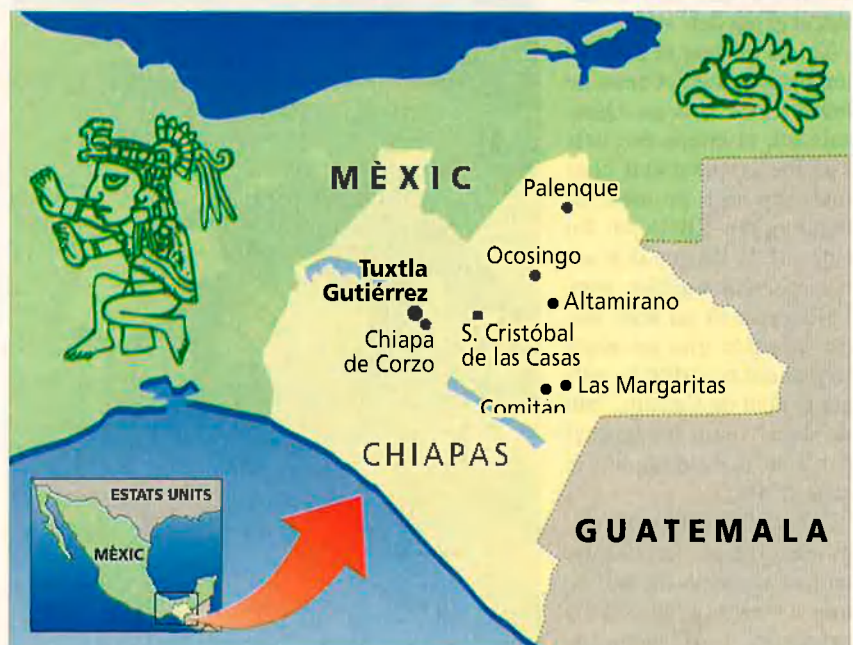 MÈXIC
Palenque
Ocosingo
Tuxtla
Gutiérrez
Altamirano
Chiapa
de Corzo
S. Cristóbal
de las Casas
Las Margaritas
Comitán
CHIAPAS
ESTATS UNITS
MÈXIC
GUATEMALA